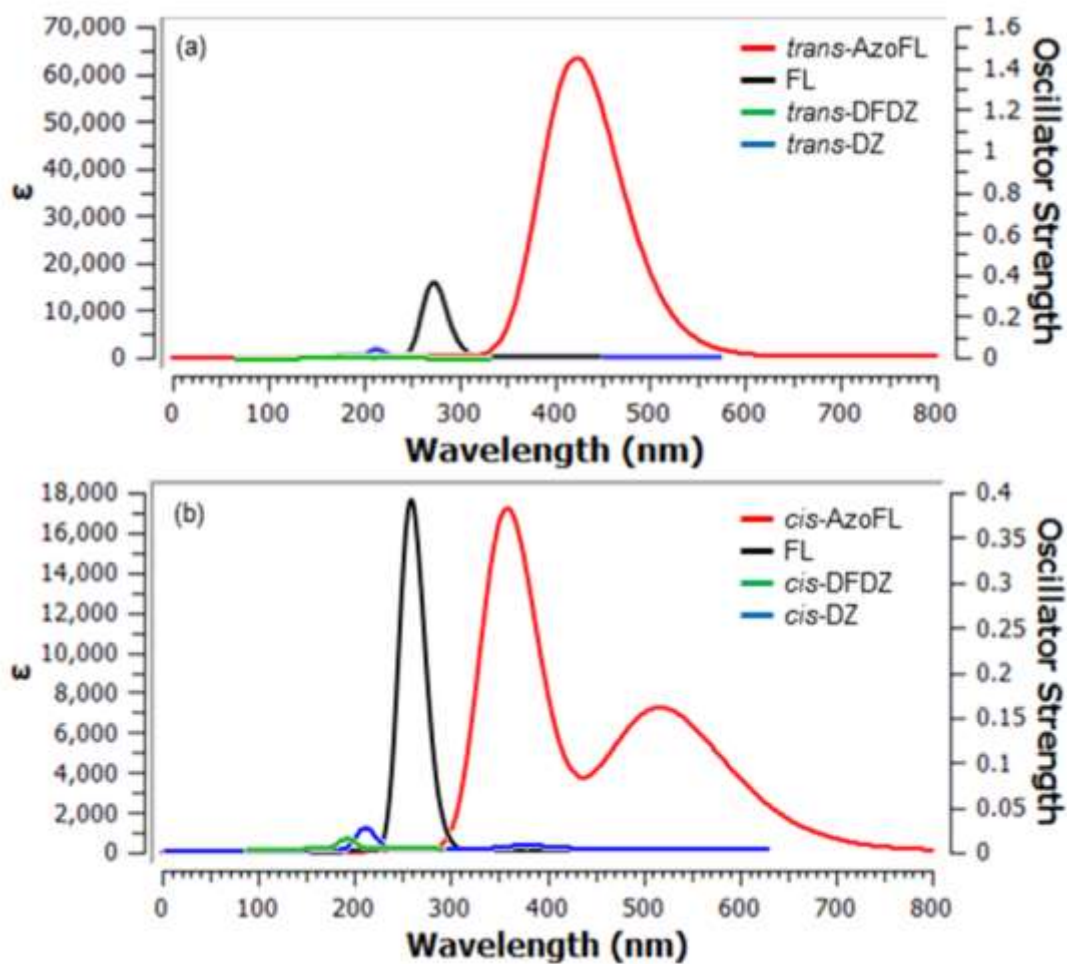 (a)
trans-AzoFL
FL
trans-DFDZ
trans-DZ
70,000
60,000
50,000
40,000
30,000
20,000
10,000
0
ε
1.6
1.4
1.2
1
0.8
0.6
0.4
0.2
0
Oscillator Strength
0 100 200 300 400 500 600 700 800
Wavelength (nm)
(b)
cis-AzoFL
FL
cis-DFDZ
cis-DZ
18,000
16,000
14,000
12,000
10,000
8,000
6,000
4,000
2,000
0
ε
0.4
0.35
0.3
0.25
0.2
0.15
0.1
0.05
0
Oscillator Strength
0 100 200 300 400 500 600 700 800
Wavelength (nm)